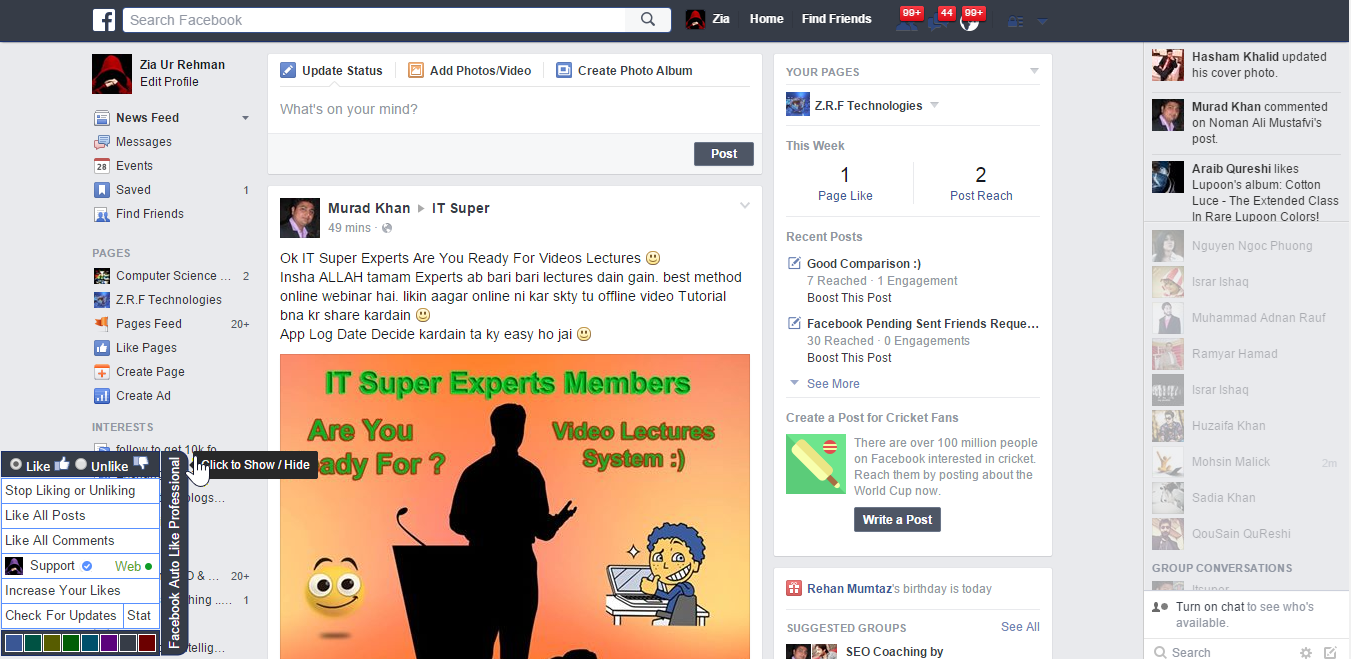 Search Facebook
Zia
Home
Find Friends
99+
44
99+
Zia Ur Rehman
Edit Profile
News Feed
Messages
28
Events
Saved
1
Find Friends
PAGES
Computer Science ...
2
Z.R.F Technologies
Pages Feed
20+
Like Pages
Create Page
Create Ad
INTERESTS
follow to get 10k fo
Like
Unlike
Click to Show / Hide
Stop Liking or Unliking
Like All Posts
Like All Comments
Support
Web
Increase Your Likes
Check For Updates
Stat
Facebook Auto Like Professional
blogs...
D & ...
20+
hing .....
1
tellig...
Update Status
Add Photos/Video
Create Photo Album
What's on your mind?
Post
Murad Khan
IT Super
49 mins ·
Ok IT Super Experts Are You Ready For Videos Lectures
Insha ALLAH tamam Experts ab bari bari lectures dain gain. best method
online webinar hai. likin aagar online ni kar skty tu offline video Tutorial
bna kr share kardain
App Log Date Decide kardain ta ky easy ho jai
IT Super Experts Members
Are You
ady For ?
Video Lectures
System :)
YOUR PAGES
Z.R.F Technologies
This Week
1
Page Like
2
Post Reach
Recent Posts
Good Comparison :)
7 Reached · 1 Engagement
Boost This Post
Facebook Pending Sent Friends Reque...
30 Reached · 0 Engagements
Boost This Post
See More
Create a Post for Cricket Fans
There are over 100 million people
on Facebook interested in cricket.
Reach them by posting about the
World Cup now.
Write a Post
Rehan Mumtaz's birthday is today
SUGGESTED GROUPS
See All
SEO Coaching by
Hasham Khalid updated
his cover photo.
Murad Khan commented
on Noman Ali Mustafvi's
post.
Araib Qureshi likes
Lupoon's album: Cotton
Luce - The Extended Class
In Rare Lupoon Colors!
Nguyen Ngoc Phuong
Israr Ishaq
Muhammad Adnan Rauf
Ramyar Hamad
Israr Ishaq
Huzaifa Khan
Mohsin Malick
2m
Sadia Khan
QouSain QuReshi
GROUP CONVERSATIONS
Itsuper
Turn on chat to see who's
available.
Search